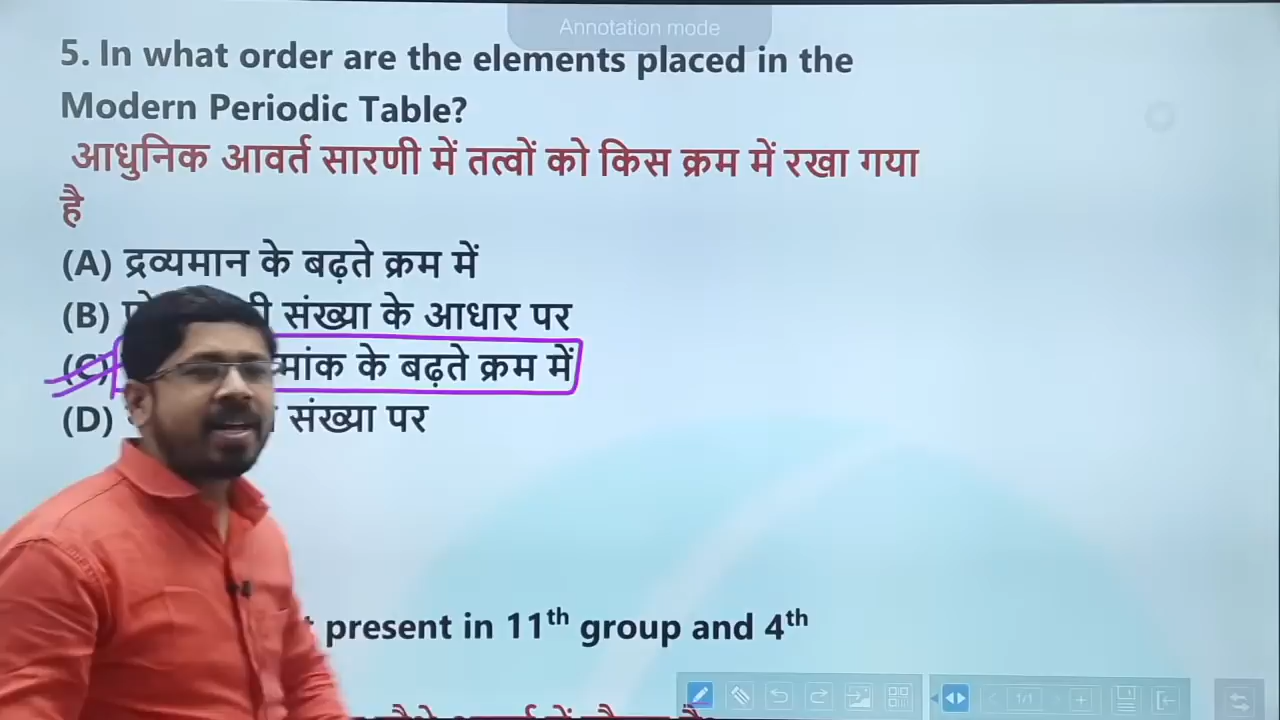 Annotation mode
5. In what order are the elements placed in the
Modern Periodic Table?
आधुनिक आवर्त सारणी में तत्वों को किस क्रम में रखा गया
है
(A) द्रव्यमान के बढ़ते क्रम में
(B) संख्या के आधार पर
(C) के बढ़ते क्रम में
(D) संख्या पर
present in 11th group and 4th
1/1